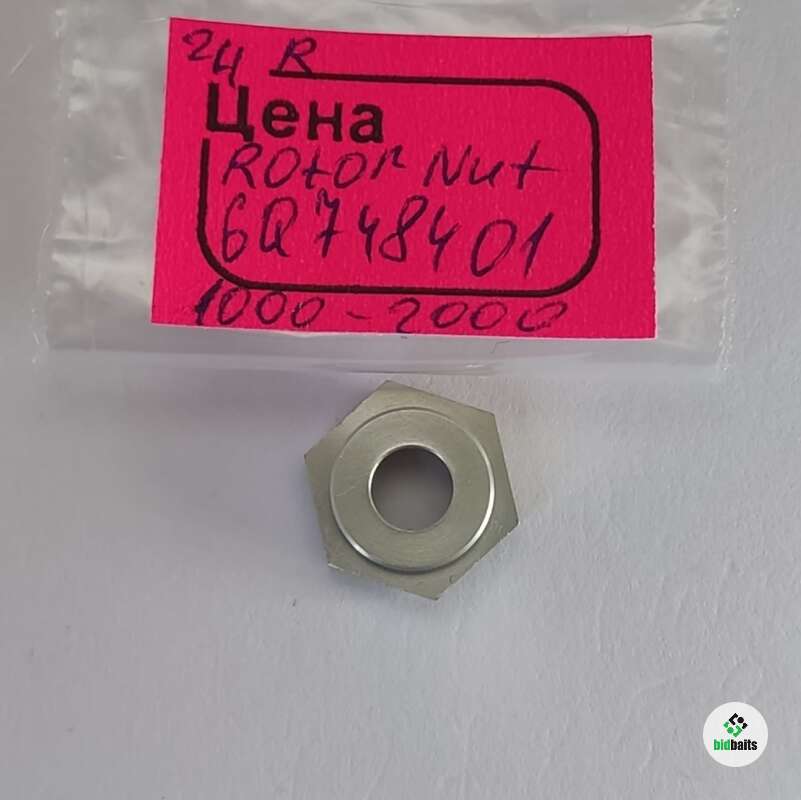 24 R
Цена
Rotor Nut
6Q748401
1000 - 2000
bidbaits